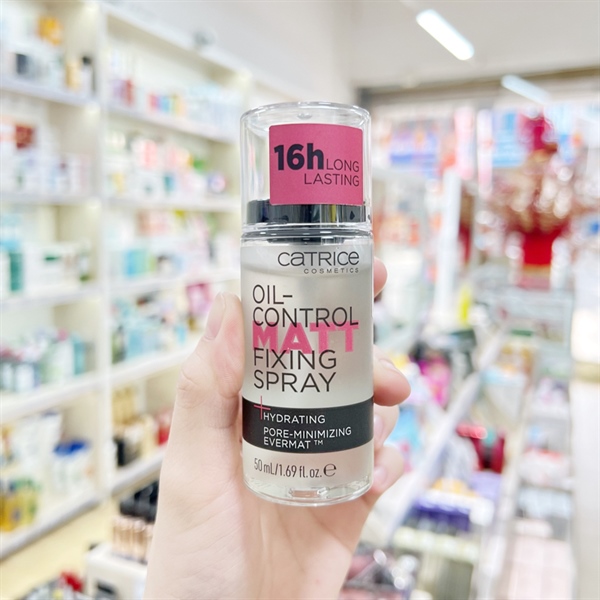 16h LONG
LASTING
CATRICE
COSMETICS
OIL-
CONTROL
MATT
FIXING
SPRAY
+HYDRATING
PORE-MINIMIZING
EVERMAT™
50 mL/1.69 fl. oz. ℮